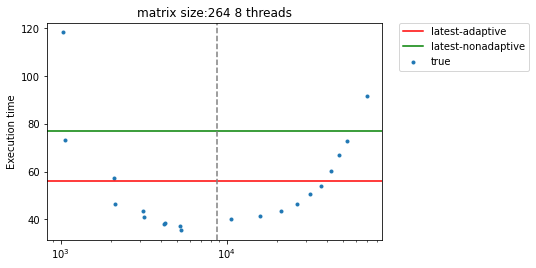 matrix size:264 8 threads
latest-adaptive
latest-nonadaptive
true
Execution time
120
100
80
60
40
10³
10⁴